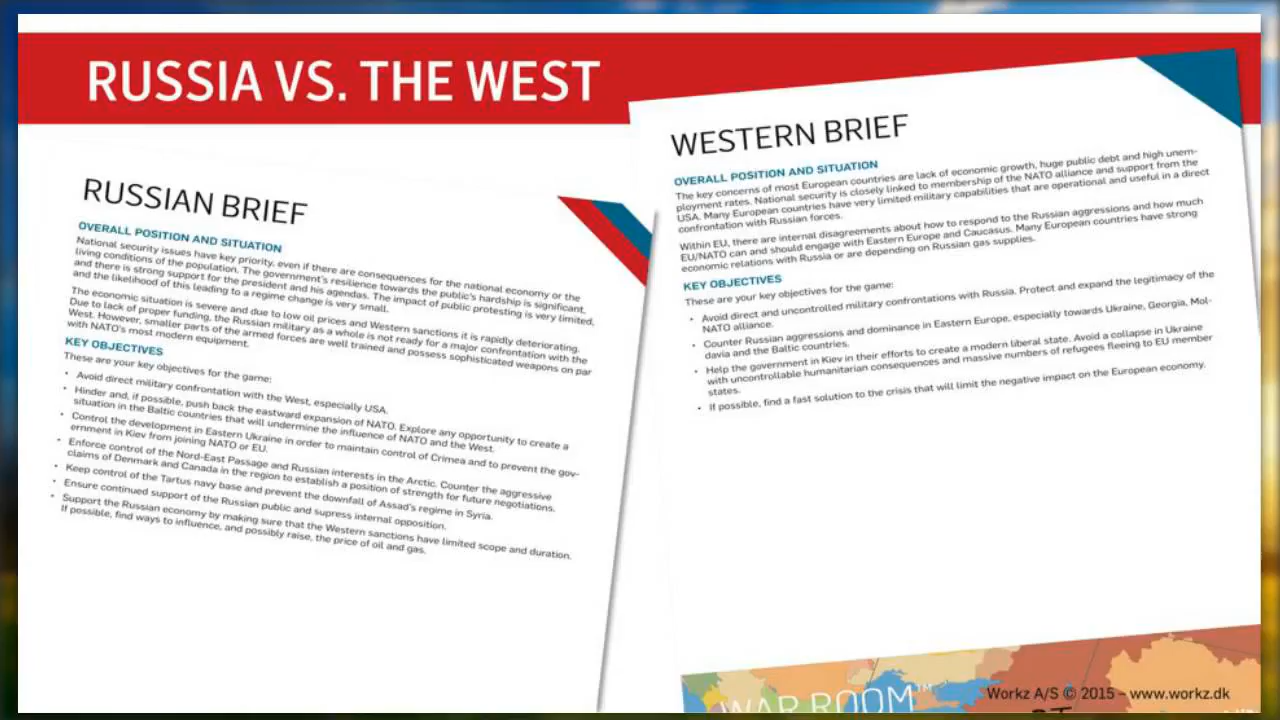 RUSSIA VS. THE WEST
RUSSIAN BRIEF
OVERALL POSITION AND SITUATION
National security issues have key priority, even if there are consequences for the national economy or the
living conditions of the population. The government's resilience towards the public's hardship is significant,
and there is strong support for the president and his agendas. The impact of public protesting is very limited,
and the likelihood of this leading to a regime change is very small.
The economic situation is severe and due to low oil prices and Western sanctions it is rapidly deteriorating.
Due to lack of proper funding, the Russian military as a whole is not ready for a major confrontation with the
West. However, smaller parts of the armed forces are well trained and possess sophisticated weapons on par
with NATO's most modern equipment.
KEY OBJECTIVES
These are your key objectives for the game:
• Avoid direct military confrontation with the West, especially USA.
• Hinder and, if possible, push back the eastward expansion of NATO. Explore any opportunity to create a
situation in the Baltic countries that will undermine the influence of NATO and the West.
• Control the development in Eastern Ukraine in order to maintain control of Crimea and to prevent the gov-
ernment in Kiev from joining NATO or EU.
• Enforce control of the Nord-East Passage and Russian interests in the Arctic. Counter the aggressive
claims of Denmark and Canada in the region to establish a position of strength for future negotiations.
• Keep control of the Tartus navy base and prevent the downfall of Assad's regime in Syria.
• Ensure continued support of the Russian public and supress internal opposition.
• Support the Russian economy by making sure that the Western sanctions have limited scope and duration.
If possible, find ways to influence, and possibly raise, the price of oil and gas.
WESTERN BRIEF
OVERALL POSITION AND SITUATION
The key concerns of most European countries are lack of economic growth, huge public debt and high unem-
ployment rates. National security is closely linked to membership of the NATO alliance and support from the
USA. Many European countries have very limited military capabilities that are operational and useful in a direct
confrontation with Russian forces.
Within EU, there are internal disagreements about how to respond to the Russian aggressions and how much
EU/NATO can and should engage with Eastern Europe and Caucasus. Many European countries have strong
economic relations with Russia or are depending on Russian gas supplies.
KEY OBJECTIVES
These are your key objectives for the game:
• Avoid direct and uncontrolled military confrontations with Russia. Protect and expand the legitimacy of the
NATO alliance.
• Counter Russian aggressions and dominance in Eastern Europe, especially towards Ukraine, Georgia, Mol-
davia and the Baltic countries.
• Help the government in Kiev in their efforts to create a modern liberal state. Avoid a collapse in Ukraine
with uncontrollable humanitarian consequences and massive numbers of refugees fleeing to EU member
states.
• If possible, find a fast solution to the crisis that will limit the negative impact on the European economy.
WAR ROOM™
Workz A/S © 2015 – www.workz.dk